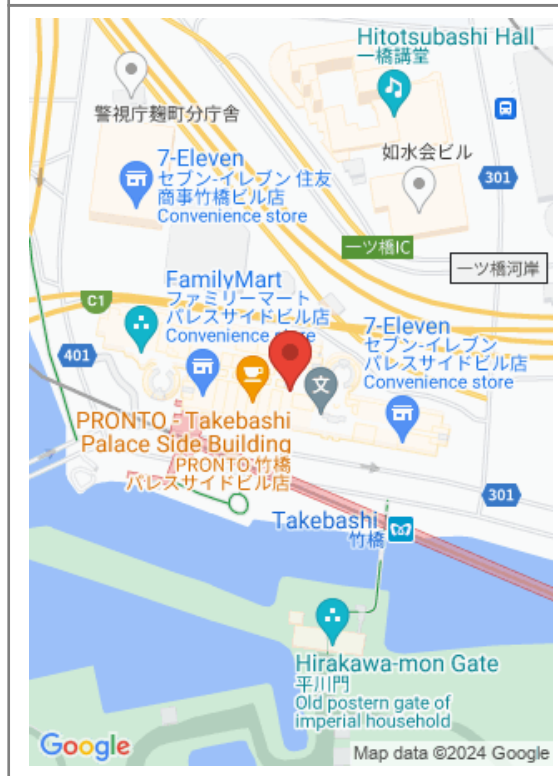 Hitotsubashi Hall
一橋講堂
警視庁麹町分庁舎
如水会ビル
7-Eleven
セブン-イレブン 住友
商事竹橋ビル店
Convenience store
301
一ツ橋IC
一ツ橋河岸
C1
FamilyMart
ファミリーマート
パレスサイドビル店
Convenience store
7-Eleven
セブン-イレブン
パレスサイドビル店
Convenience store
401
文
PRONTO - Takebashi
Palace Side Building
PRONTO 竹橋
パレスサイドビル店
301
Takebashi
竹橋
Hirakawa-mon Gate
平川門
Old postern gate of
imperial household
Google
Map data ©2024 Google